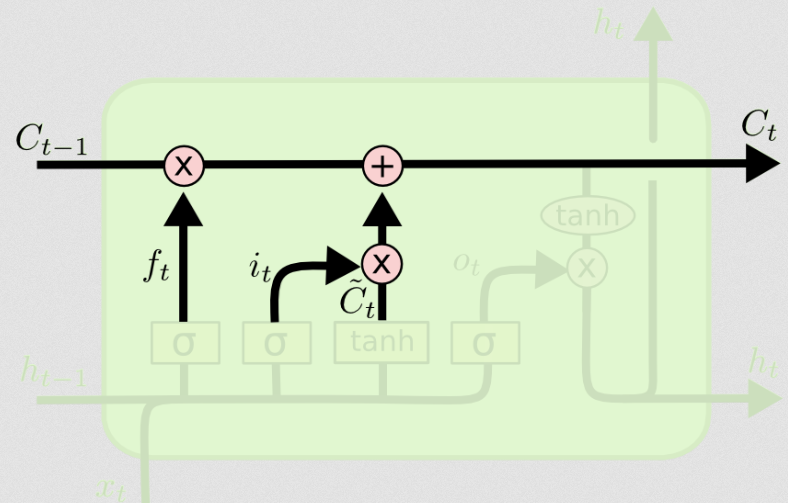 h_t
C_{t-1}
C_t
x
+
tanh
f_t
i_t
x
o_t
x
C̃_t
σ
σ
tanh
σ
h_{t-1}
h_t
x_t